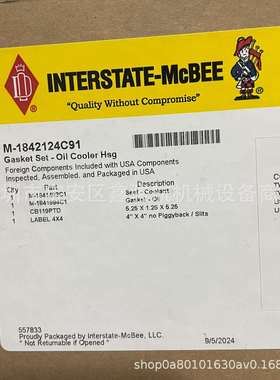 INTERSTATE-McBEE
"Quality Without Compromise"
M-1842124C91
Gasket Set - Oil Cooler Hsg
Foreign Components Included with USA Components
Inspected, Assembled, and Packaged in USA
Qty Part Description
1 Seal - Coolant
1 Gasket - Oil
1 CB119PTD 5.25 X 1.25 X 5.25
1 LABEL 4X4 4" X 4" no Piggyback / Slits
557833
Proudly Packaged by Interstate-McBee, LLC.
" Not Returnable if Opened "
9/5/2024
shop0a80101630av0.168